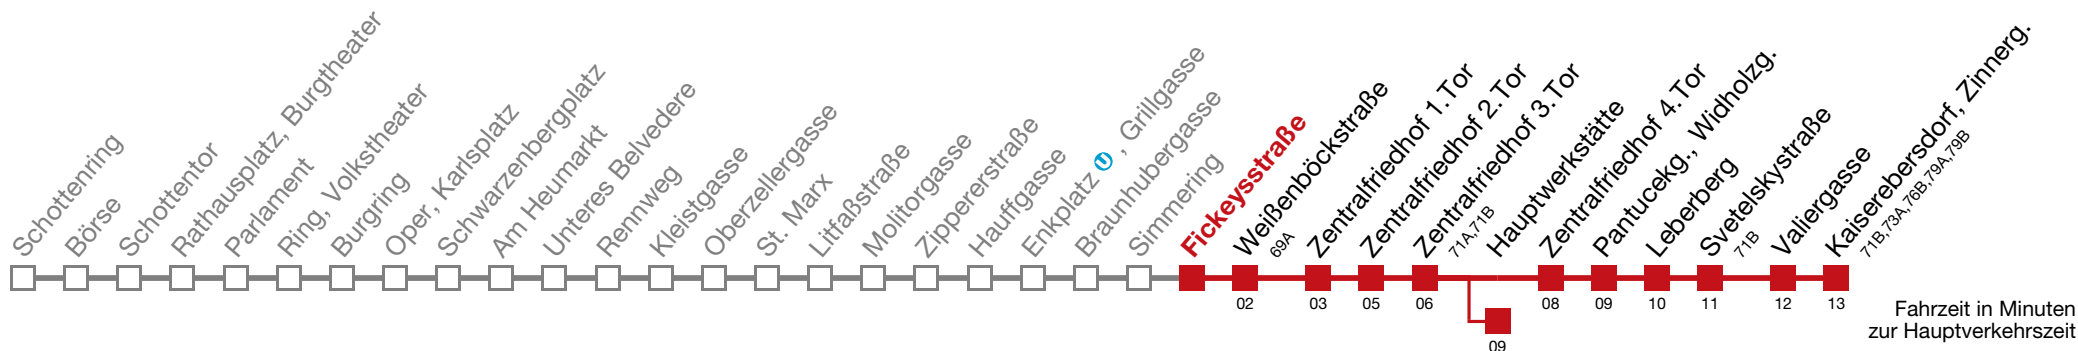 Schottenring
Börse
Schottentor
Rathausplatz, Burgtheater
Parlament
Ring, Volkstheater
Burgring
Oper, Karlsplatz
Schwarzenbergplatz
Am Heumarkt
Unteres Belvedere
Rennweg
Kleistgasse
Oberzellergasse
St. Marx
Litfaßstraße
Molitorgasse
Zippererstraße
Hauffgasse
Enkplatz U , Grillgasse
Braunhubergasse
Simmering
Fickeysstraße
Weißenböckstraße
69A
Zentralfriedhof 1.Tor
Zentralfriedhof 2.Tor
Zentralfriedhof 3.Tor
71A,71B
Hauptwerkstätte
Zentralfriedhof 4.Tor
Pantucekg., Widholzg.
Leberberg
Svetelskystraße
71B
Valiergasse
Kaiserebersdorf, Zinnerg.
71B,73A,76B,79A,79B
02
03
05
06
08
09
10
11
12
13
09
Fahrzeit in Minuten
zur Hauptverkehrszeit